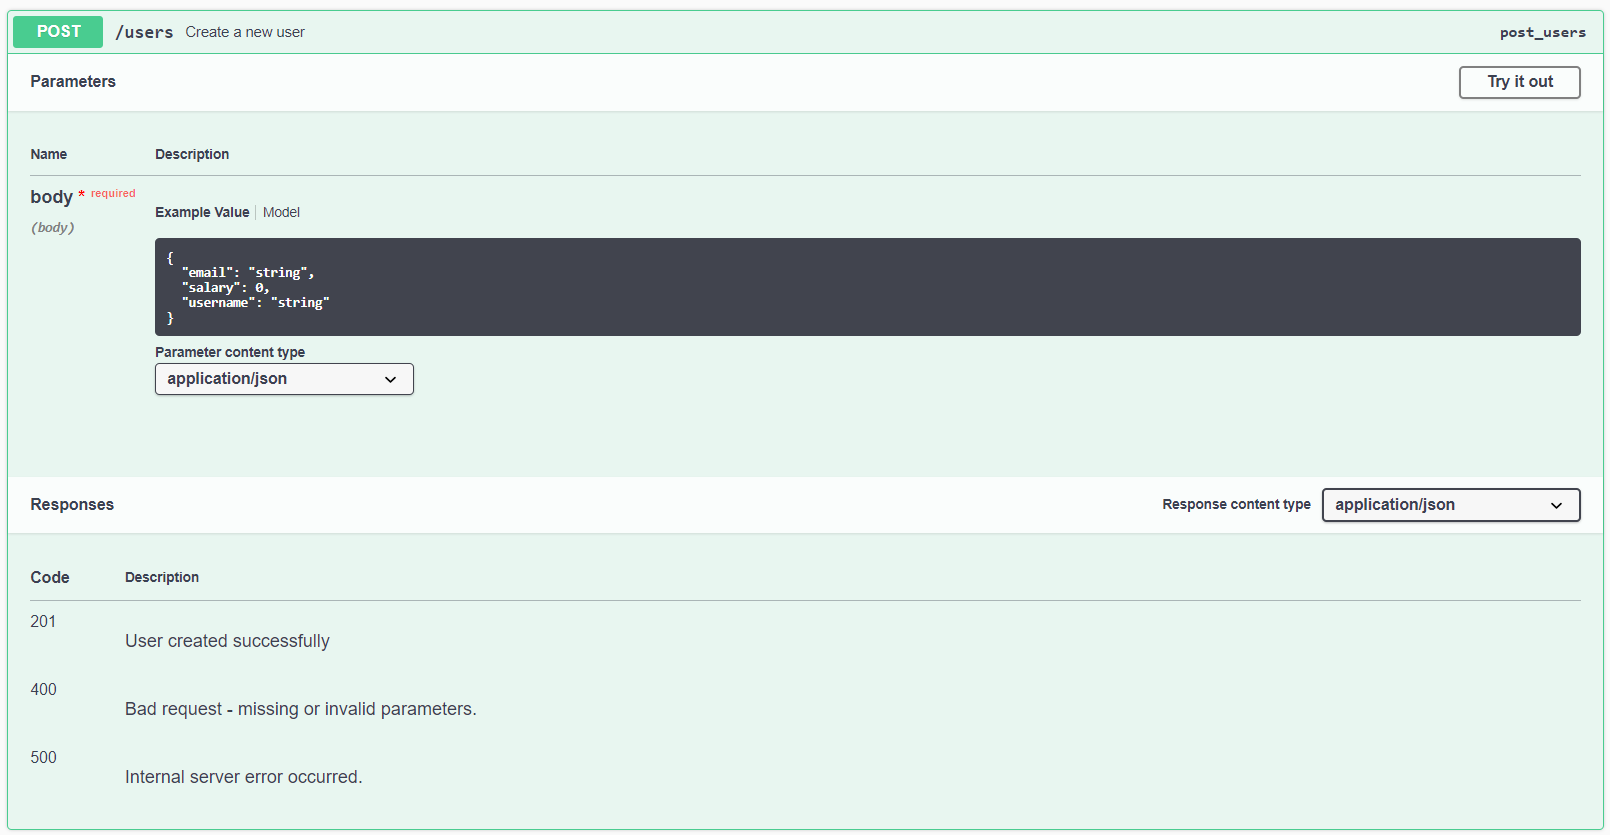 POST /users Create a new user post_users
Parameters Try it out
Name Description
body * required
(body)
Example Value Model
{
  "email": "string",
  "salary": 0,
  "username": "string"
}
Parameter content type
application/json
Responses Response content type application/json
Code Description
201
User created successfully
400
Bad request - missing or invalid parameters.
500
Internal server error occurred.